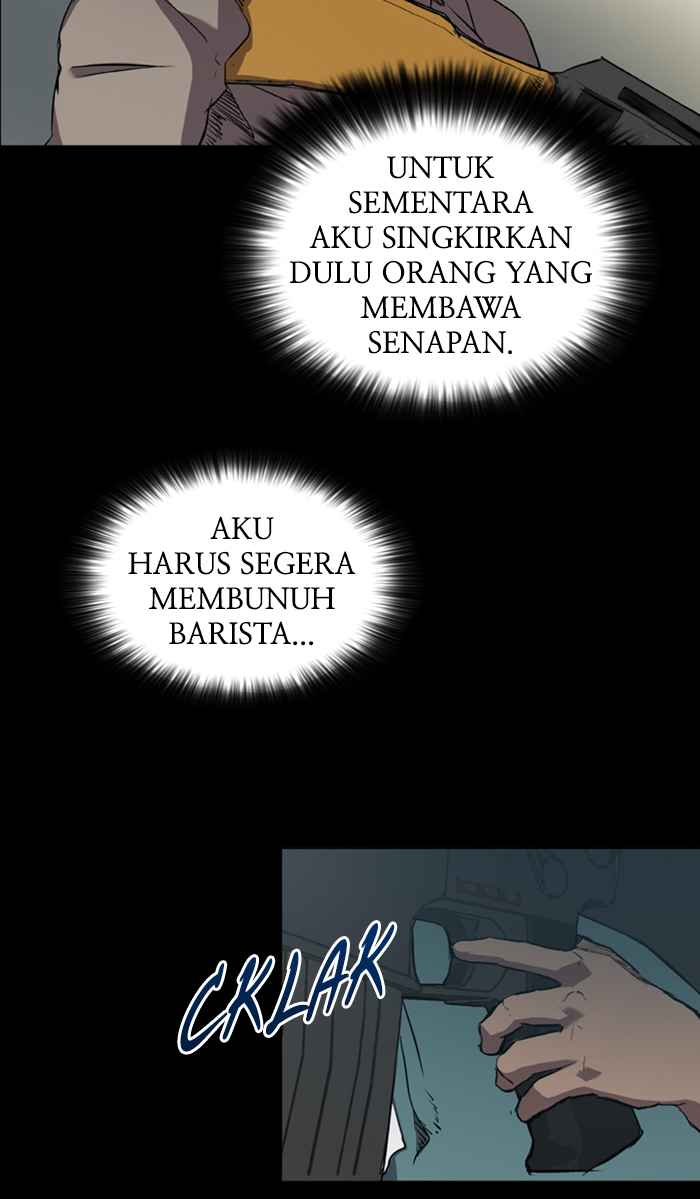 UNTUK
SEMENTARA
AKU SINGKIRKAN
DULU ORANG YANG
MEMBAWA
SENAPAN.
AKU
HARUS SEGERA
MEMBUNUH
BARISTA...
CKLAK